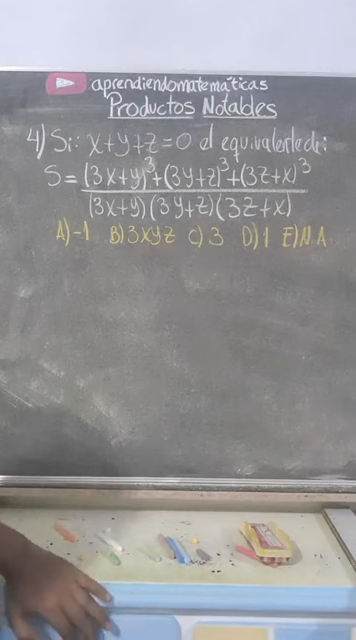 aprendiendomatemáticas
Productos Notables
4) Si: x+y+z=0 el equivalente de:
S= (3x+y)³+(3y+z)³+(3z+x)³
(3x+y)(3y+z)(3z+x)
A)-1 B)3xyz C)3 D)1 E)N.A.